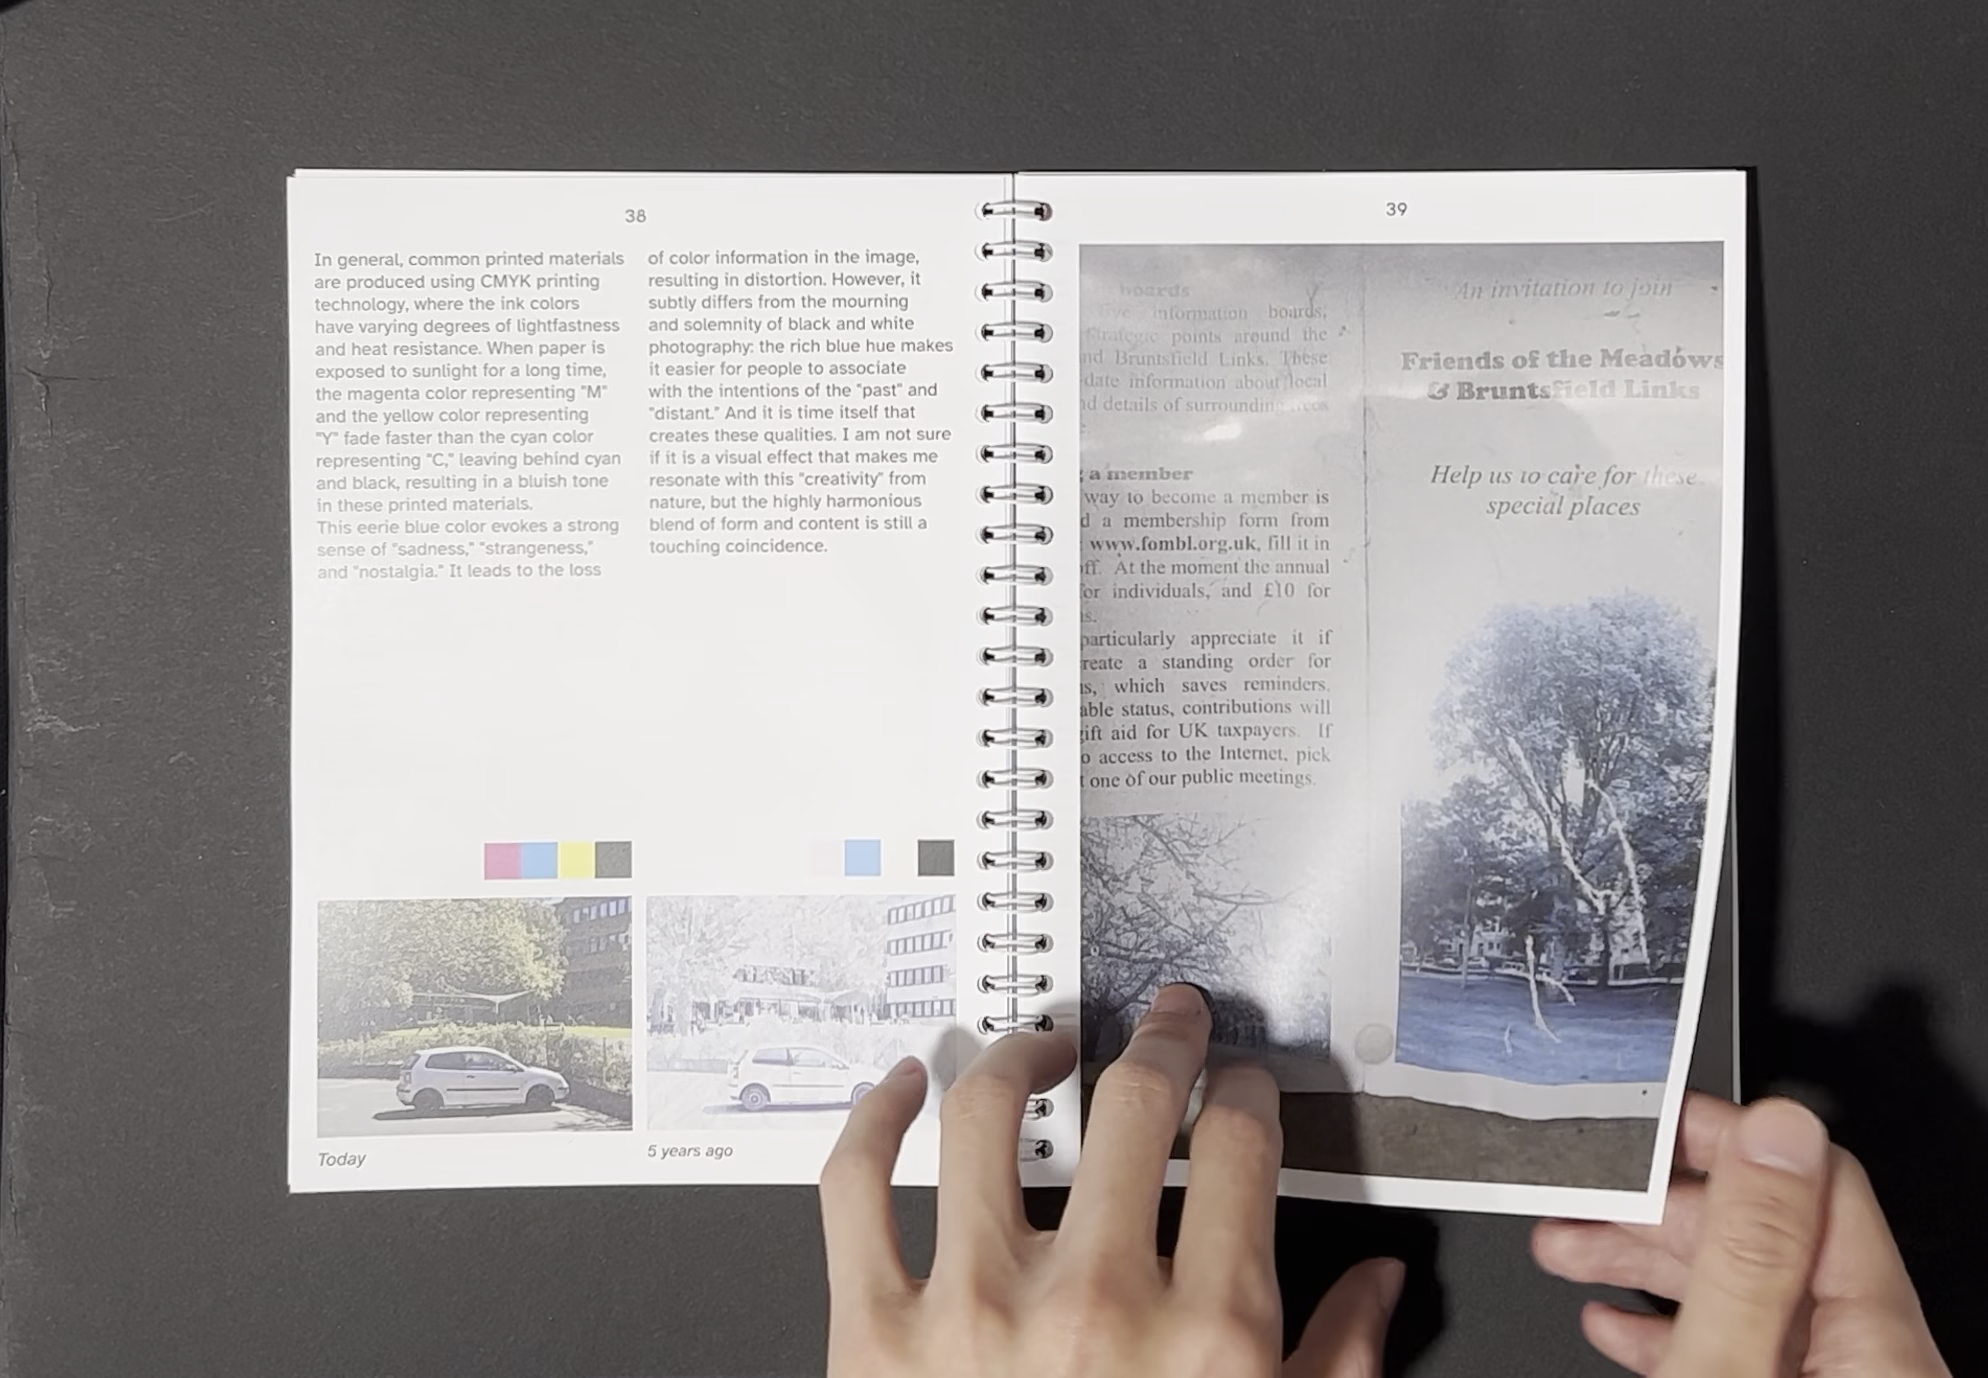 38
In general, common printed materials
are produced using CMYK printing
technology, where the ink colors
have varying degrees of lightfastness
and heat resistance. When paper is
exposed to sunlight for a long time,
the magenta color representing "M"
and the yellow color representing
"Y" fade faster than the cyan color
representing "C," leaving behind cyan
and black, resulting in a bluish tone
in these printed materials.
This eerie blue color evokes a strong
sense of "sadness," "strangeness,"
and "nostalgia." It leads to the loss
of color information in the image,
resulting in distortion. However, it
subtly differs from the mourning
and solemnity of black and white
photography: the rich blue hue makes
it easier for people to associate
with the intentions of the "past" and
"distant." And it is time itself that
creates these qualities. I am not sure
if it is a visual effect that makes me
resonate with this "creativity" from
nature, but the highly harmonious
blend of form and content is still a
touching coincidence.
Today
5 years ago
39
boards
information boards,
strategic points around the
Bruntsfield Links. These
date information about local
details of surrounding areas
a member
way to become a member is
a membership form from
www.fombl.org.uk, fill it in
At the moment the annual
for individuals, and £10 for
particularly appreciate it if
create a standing order for
which saves reminders.
status, contributions will
gift aid for UK taxpayers. If
access to the Internet, pick
one of our public meetings.
An invitation to join
Friends of the Meadows
& Bruntsfield Links
Help us to care for these
special places